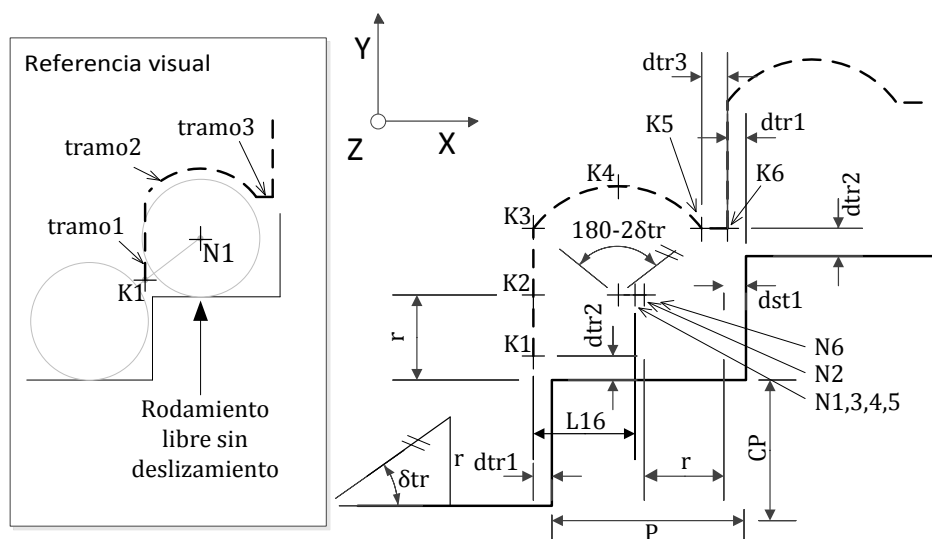 Referencia visual
tramo3
tramo2
tramo1
N1
K1
Rodamiento
libre sin
deslizamiento
Y
Z
X
dtr3
K5
dtr1
K4
K6
K3
180-2δtr
dtr2
K2
dst1
r
dtr2
K1
N6
N2
N1,3,4,5
L16
r
dtr1
r
δtr
CP
P